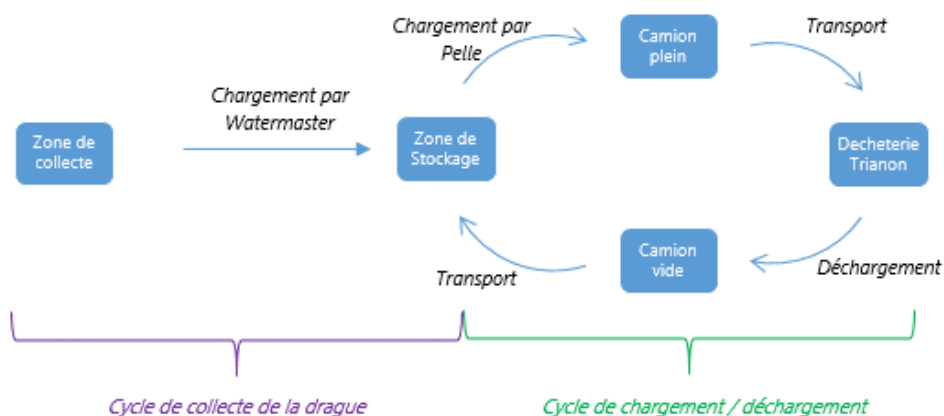 Chargement par
Pelle
Camion
plein
Transport
Chargement par
Watermaster
Zone de
collecte
Zone de
Stockage
Decheterie
Trianon
Transport
Camion
vide
Déchargement
Cycle de collecte de la drague
Cycle de chargement / déchargement